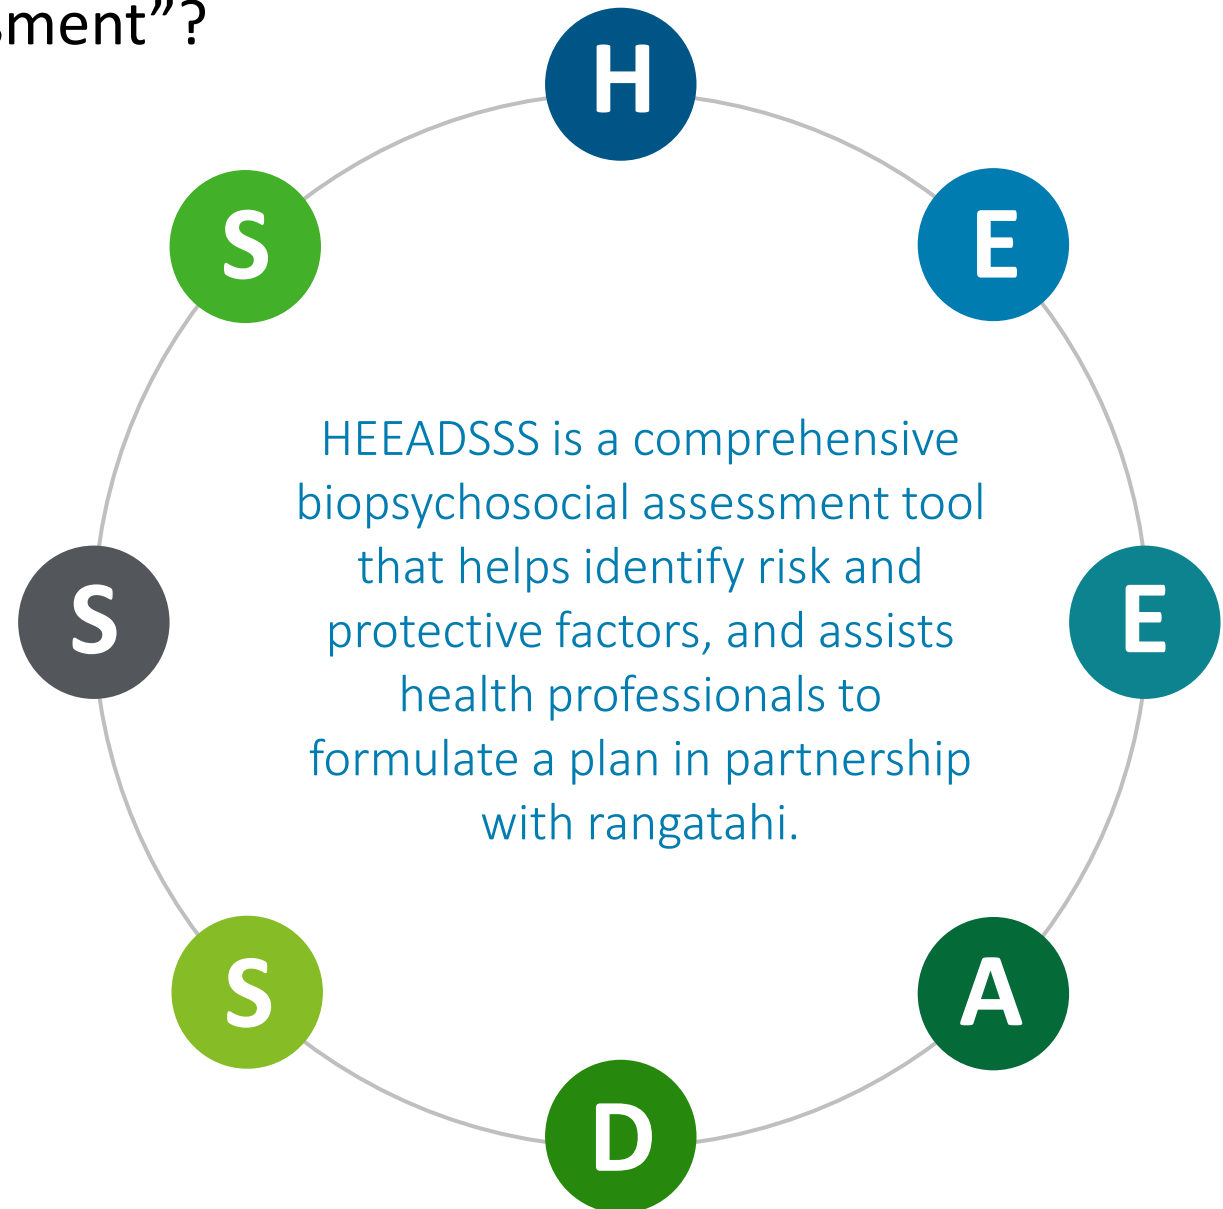 sment”?
H
E
E
A
D
S
S
S
HEEADSSS is a comprehensive
biopsychosocial assessment tool
that helps identify risk and
protective factors, and assists
health professionals to
formulate a plan in partnership
with rangatahi.